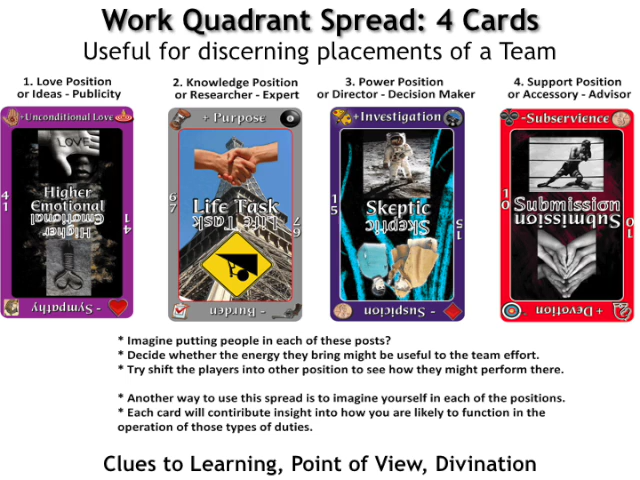 Work Quadrant Spread: 4 Cards
Useful for discerning placements of a Team
1. Love Position
or Ideas - Publicity
2. Knowledge Position
or Researcher - Expert
3. Power Position
or Director - Decision Maker
4. Support Position
or Accessory - Advisor
+Unconditional Love
LOVE
41
Higher
Emotional
Higher
Emotional
41
- Sympathy
+ Purpose
67
Life Task
Life Task
67
- Burden
+Investigation
15
Skeptic
Skeptic
15
- Suspicion
-Subservience
10
Submission
Submission
10
+ Devotion
* Imagine putting people in each of these posts?
* Decide whether the energy they bring might be useful to the team effort.
* Try shift the players into other position to see how they might perform there.
* Another way to use this spread is to imagine yourself in each of the positions.
* Each card will contiribute insight into how you are likely to function in the
operation of those types of duties.
Clues to Learning, Point of View, Divination